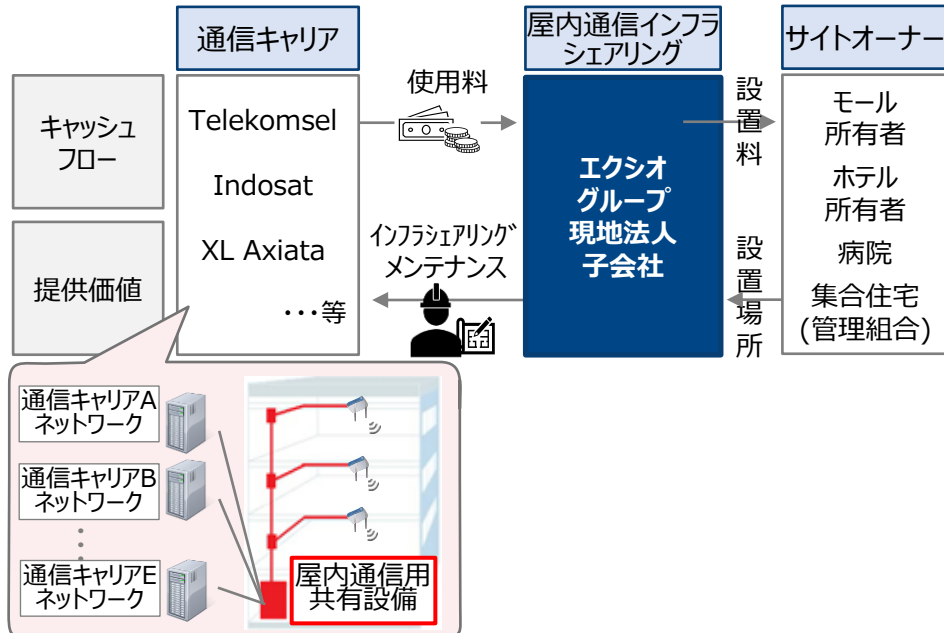 通信キャリア
屋内通信インフラ
シェアリング
サイトオーナー
キャッシュ
フロー
提供価値
Telekomsel
Indosat
XL Axiata
・・・等
使用料
インフラシェアリング
メンテナンス
エクシオ
グループ
現地法人
子会社
設置料
設置場所
モール
所有者
ホテル
所有者
病院
集合住宅
(管理組合)
通信キャリアA
ネットワーク
通信キャリアB
ネットワーク
通信キャリアE
ネットワーク
屋内通信用
共有設備